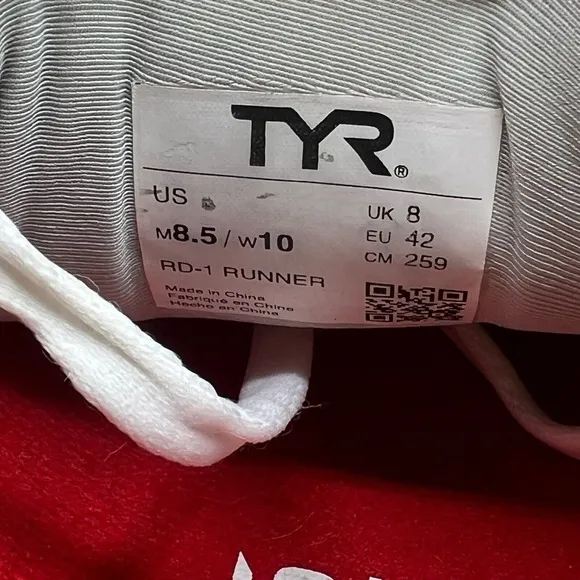 TYR®
US
M8.5 / W10
UK 8
EU 42
CM 259
RD-1 RUNNER
Made in China
Fabriqué en China
Hecho en China